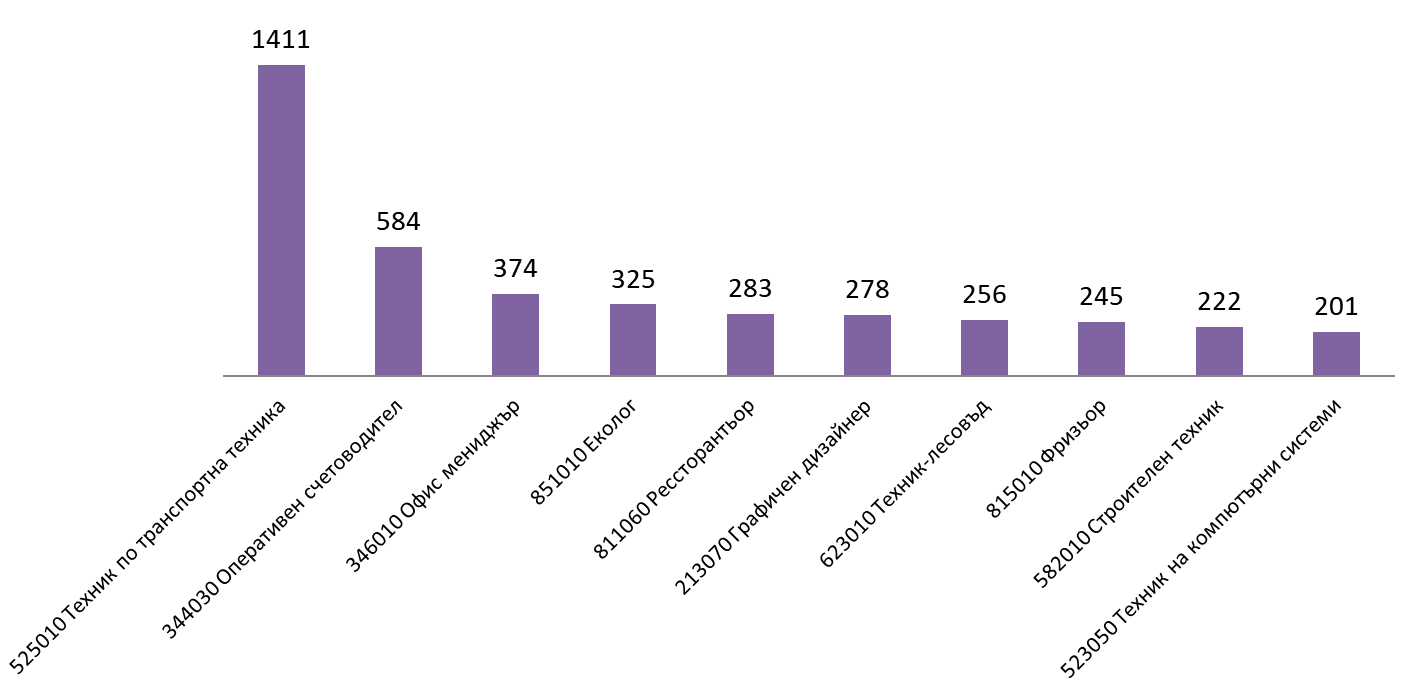 1411
584
374
325
283
278
256
245
222
201
525010 Техник по транспортна техника
344030 Оперативен счетоводител
346010 Офис мениджър
851010 Еколог
811060 Рессторантьор
213070 Графичен дизайнер
623010 Техник-лесовъд
815010 Фризьор
582010 Строителен техник
523050 Техник на компютърни системи